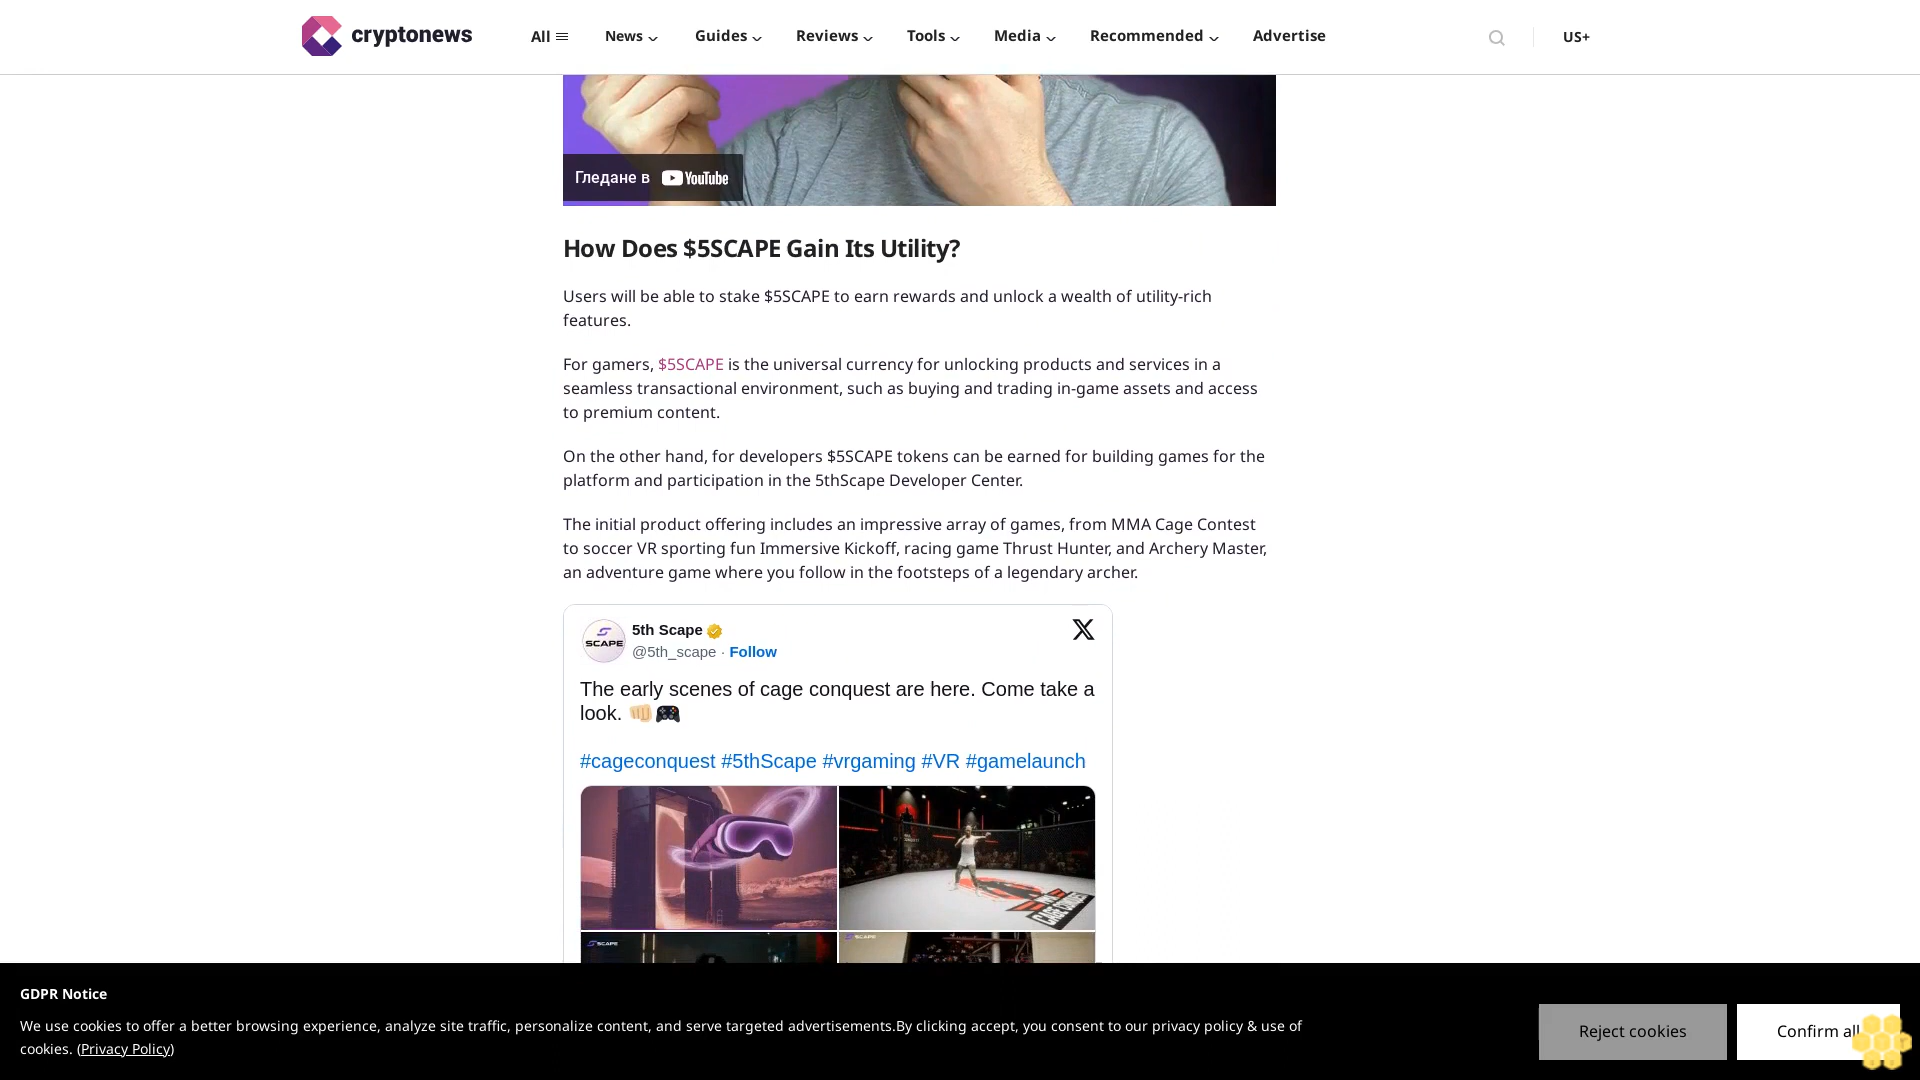 cryptonews
All
News
Guides
Reviews
Tools
Media
Recommended
Advertise
US+
Гледане в YouTube
How Does $5SCAPE Gain Its Utility?
Users will be able to stake $5SCAPE to earn rewards and unlock a wealth of utility-rich
features.
For gamers, $5SCAPE is the universal currency for unlocking products and services in a
seamless transactional environment, such as buying and trading in-game assets and access
to premium content.
On the other hand, for developers $5SCAPE tokens can be earned for building games for the
platform and participation in the 5thScape Developer Center.
The initial product offering includes an impressive array of games, from MMA Cage Contest
to soccer VR sporting fun Immersive Kickoff, racing game Thrust Hunter, and Archery Master,
an adventure game where you follow in the footsteps of a legendary archer.
SCAPE
5th Scape
@5th_scape · Follow
The early scenes of cage conquest are here. Come take a
look. 👊🏼🎮
#cageconquest #5thScape #vrgaming #VR #gamelaunch
CAGE CONQUEST
SCAPE
SCAPE
GDPR Notice
We use cookies to offer a better browsing experience, analyze site traffic, personalize content, and serve targeted advertisements.By clicking accept, you consent to our privacy policy & use of
cookies. (Privacy Policy)
Reject cookies
Confirm all